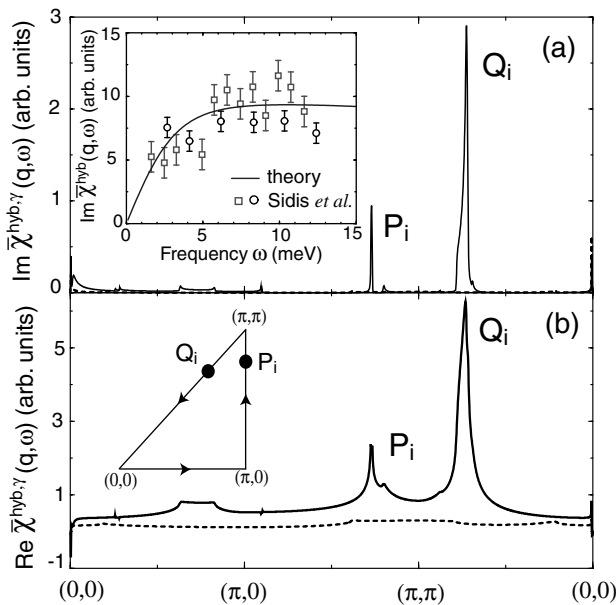 Im χ̄^hyb,γ(q,ω) (arb. units)
3
2
1
0
(a)
Q_i
P_i
Im χ̄^hyb(q,ω) (arb. units)
15
10
5
0
0 5 10 15
Frequency ω (meV)
theory
Sidis et al.
Re χ̄^hyb,γ(q,ω) (arb. units)
5
3
1
-1
(b)
Q_i
P_i
(π,π)
Q_i
P_i
(0,0)
(π,0)
(0,0) (π,0) (π,π) (0,0)